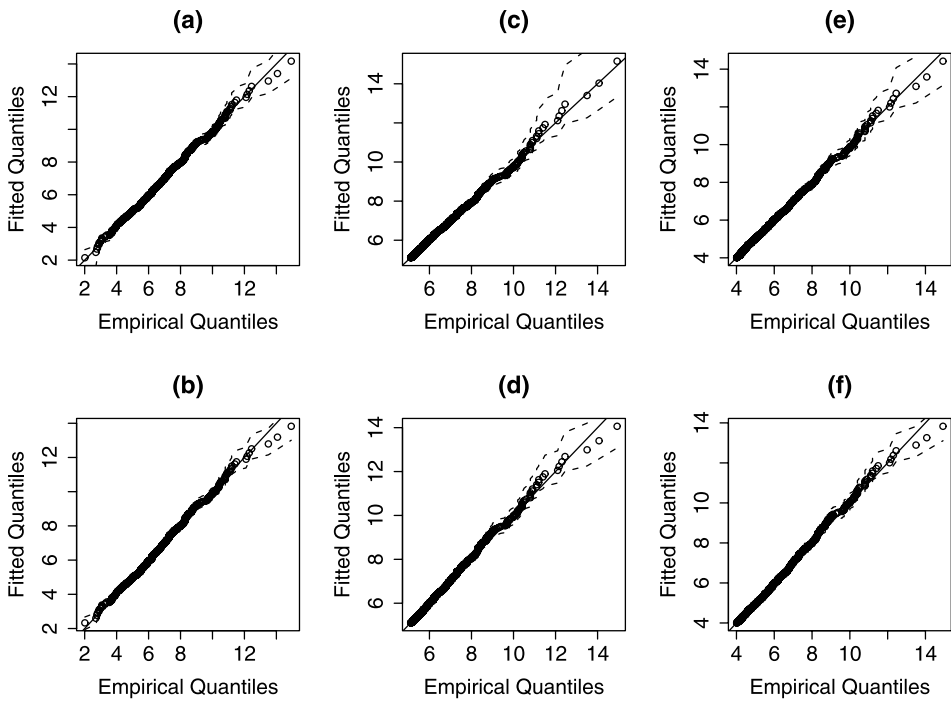 (a)
Fitted Quantiles
12
8
6
4
2
2 4 6 8 12
Empirical Quantiles
(c)
Fitted Quantiles
14
10
8
6
6 8 10 12 14
Empirical Quantiles
(e)
Fitted Quantiles
14
10
8
6
4
4 6 8 10 14
Empirical Quantiles
(b)
Fitted Quantiles
12
8
6
4
2
2 4 6 8 12
Empirical Quantiles
(d)
Fitted Quantiles
14
12
10
8
6
6 8 10 12 14
Empirical Quantiles
(f)
Fitted Quantiles
14
10
8
6
4
4 6 8 10 14
Empirical Quantiles